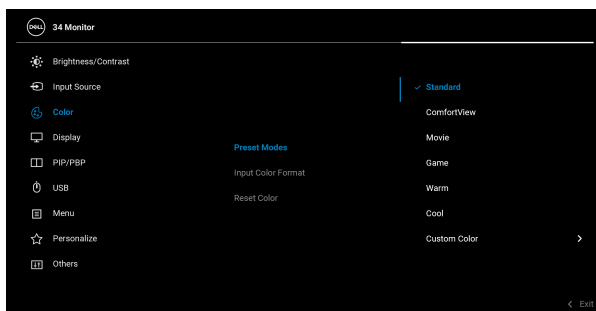 DELL 34 Monitor
Brightness/Contrast
Input Source
Color
Display
PIP/PBP
USB
Menu
Personalize
Others
Preset Modes
Input Color Format
Reset Color
Standard
ComfortView
Movie
Game
Warm
Cool
Custom Color
Exit